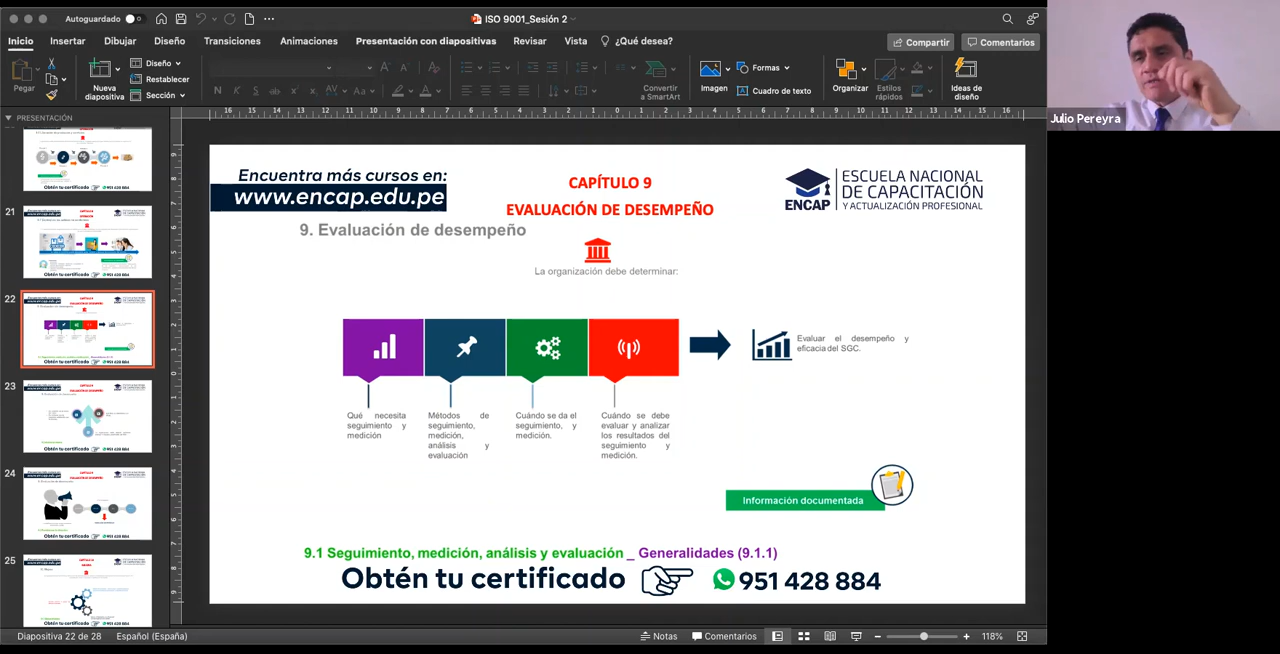 Autoguardado
ISO 9001_Sesión 2
Inicio
Insertar
Dibujar
Diseño
Transiciones
Animaciones
Presentación con diapositivas
Revisar
Vista
¿Qué desea?
Compartir
Comentarios
Pegar
Nueva
diapositiva
Diseño
Restablecer
Sección
Convertir
a SmartArt
Imagen
Formas
Cuadro de texto
Organizar
Estilos
rápidos
Ideas de
diseño
Julio Pereyra
PRESENTACIÓN
21
22
23
24
25
Encuentra más cursos en:
www.encap.edu.pe
CAPÍTULO 9
EVALUACIÓN DE DESEMPEÑO
ENCAP
ESCUELA NACIONAL
DE CAPACITACIÓN
Y ACTUALIZACIÓN PROFESIONAL
9. Evaluación de desempeño
La organización debe determinar:
Evaluar el desempeño y
eficacia del SGC.
Qué necesita
seguimiento y
medición
Métodos de
seguimiento,
medición,
análisis y
evaluación
Cuándo se da el
seguimiento, y
medición.
Cuándo se debe
evaluar y analizar
los resultados del
seguimiento y
medición.
Información documentada
9.1 Seguimiento, medición, análisis y evaluación _ Generalidades (9.1.1)
Obtén tu certificado 951 428 884
Diapositiva 22 de 28
Español (España)
Notas
Comentarios
118%